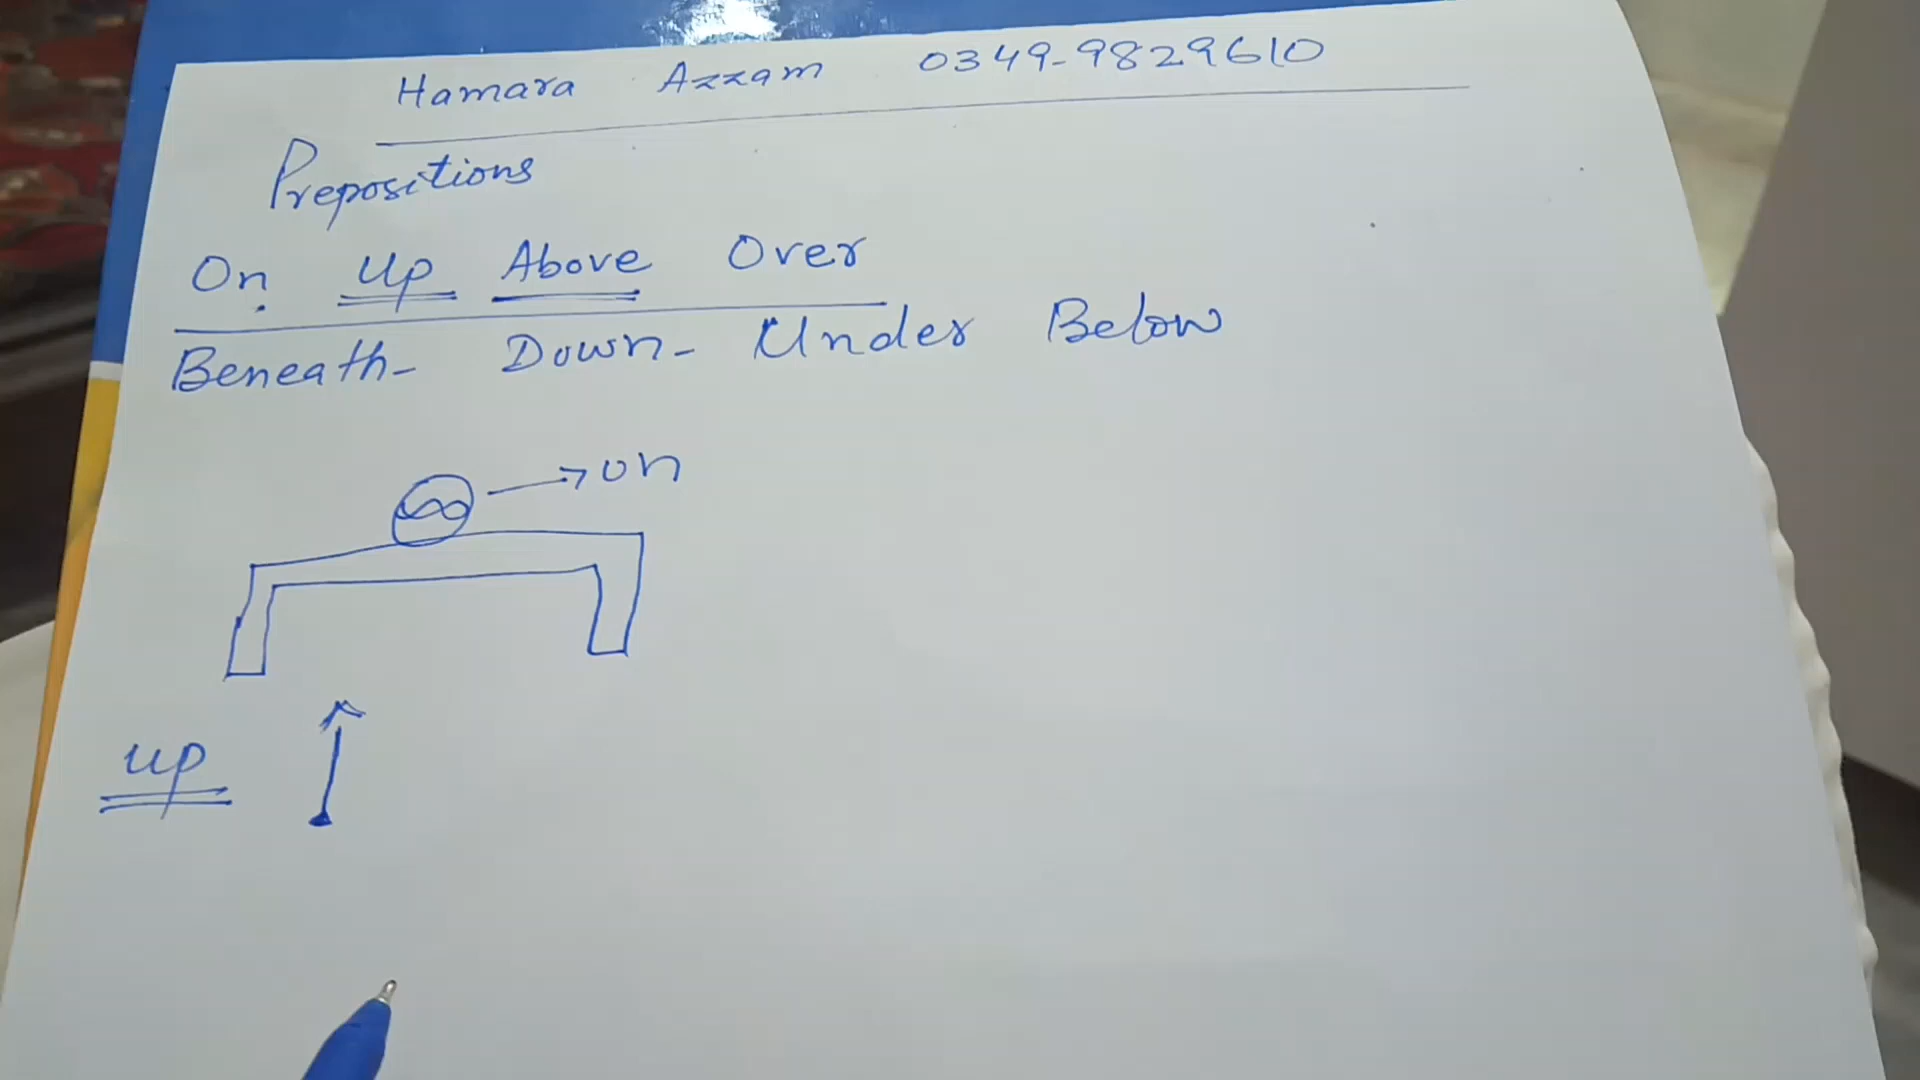 Hamara Azzam 0349-9829610
Prepositions
On Up Above Over
Beneath- Down- Under Below
on
up